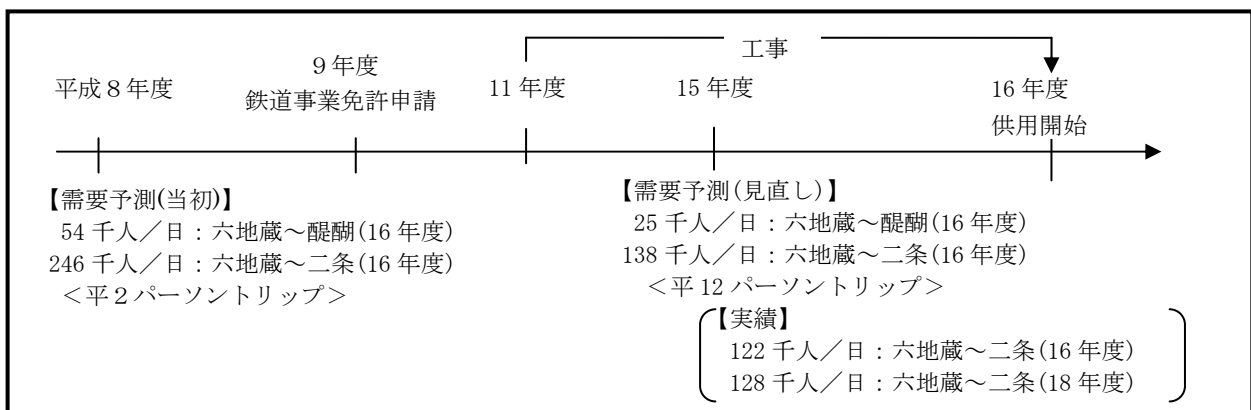 工事
平成８年度
９年度
鉄道事業免許申請
11 年度
15 年度
16 年度
供用開始
【需要予測(当初)】
54 千人／日：六地蔵～醍醐(16 年度)
246 千人／日：六地蔵～二条(16 年度)
＜平２パーソントリップ＞
【需要予測(見直し)】
25 千人／日：六地蔵～醍醐(16 年度)
138 千人／日：六地蔵～二条(16 年度)
＜平 12 パーソントリップ＞
【実績】
122 千人／日：六地蔵～二条(16 年度)
128 千人／日：六地蔵～二条(18 年度)